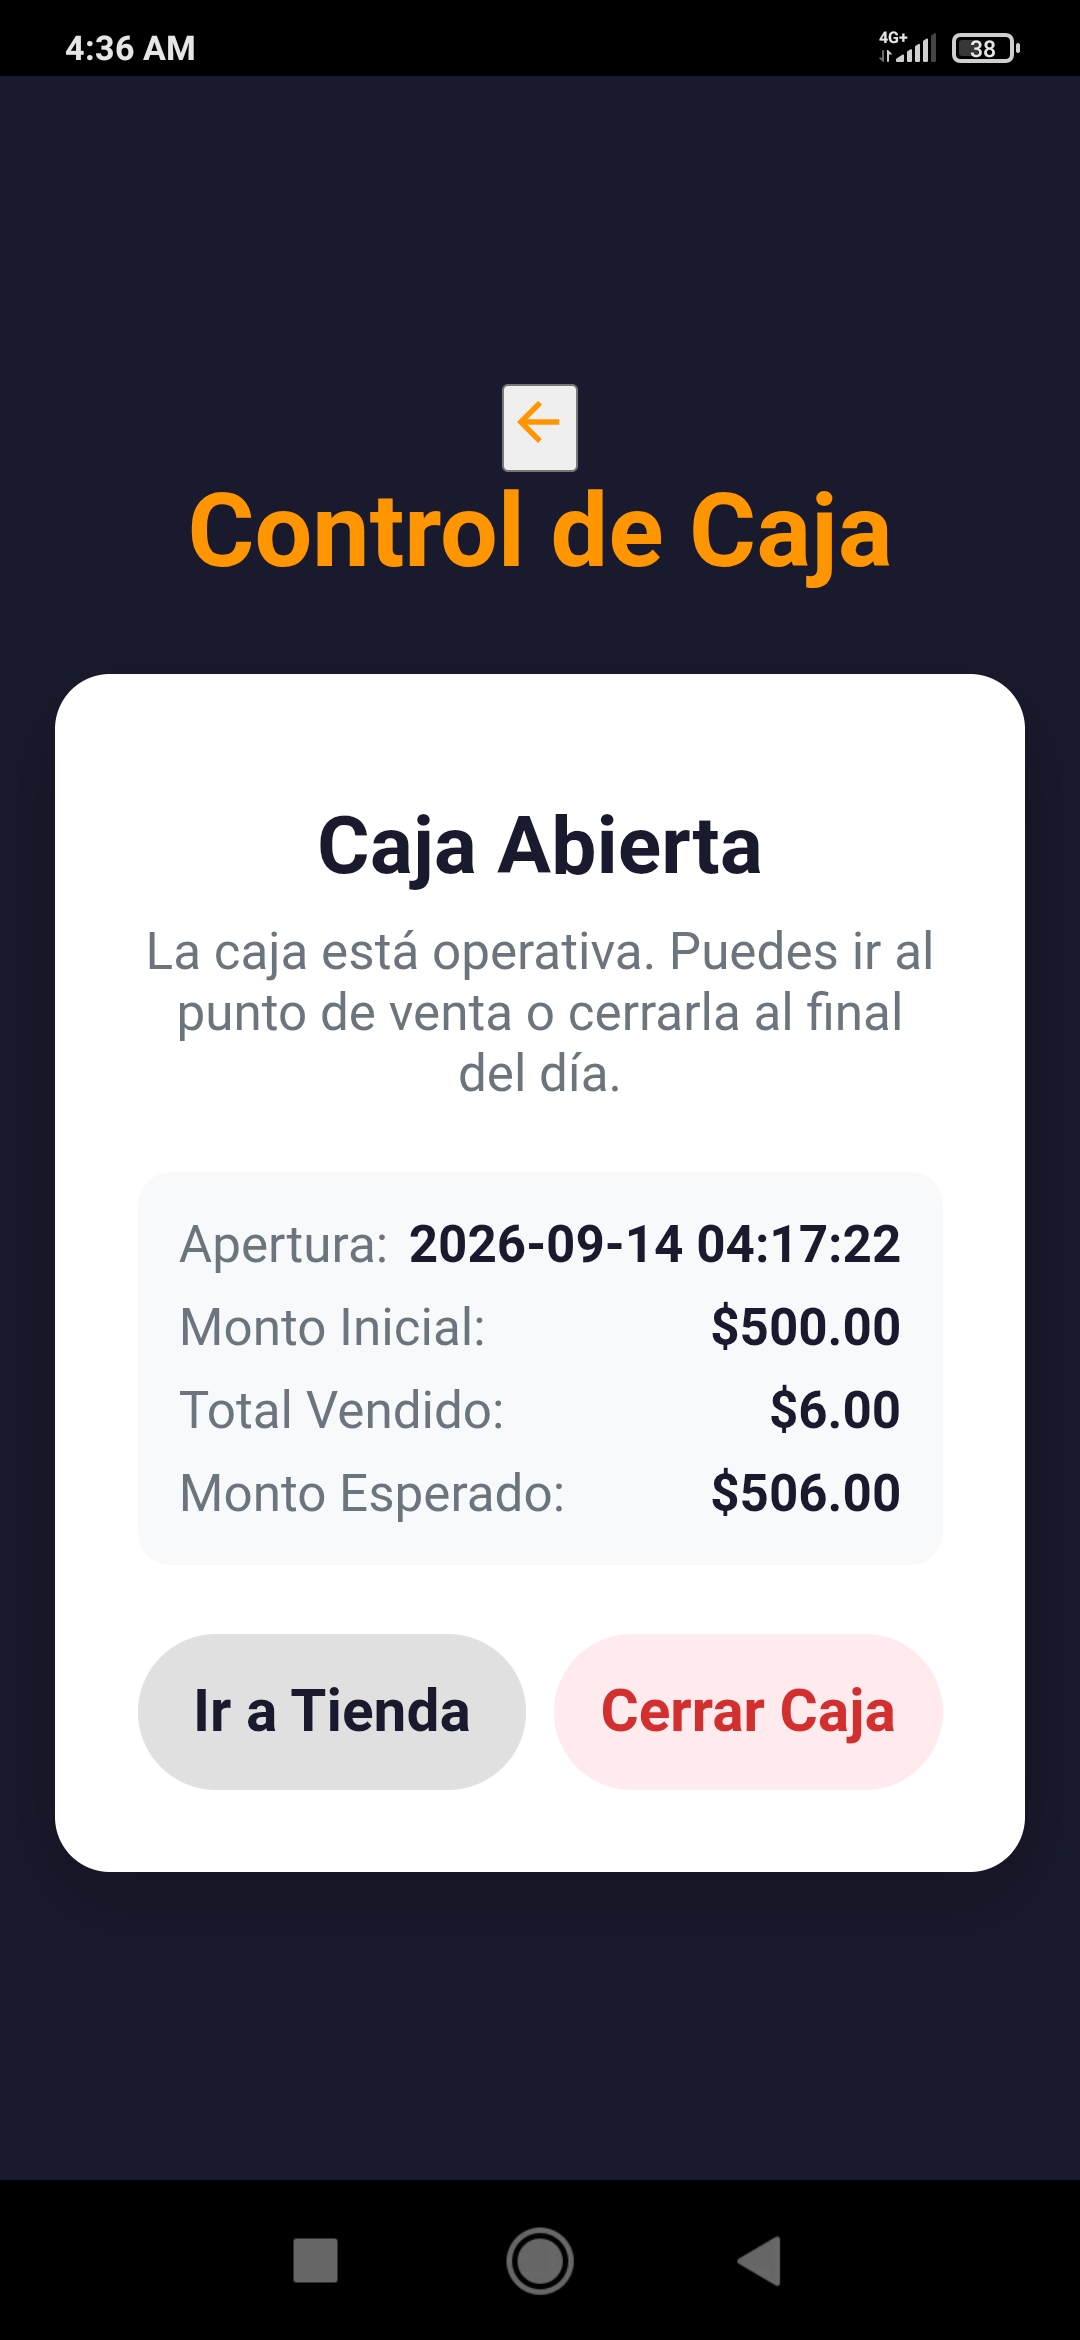 4:36 AM
4G+
38
Control de Caja
Caja Abierta
La caja está operativa. Puedes ir al
punto de venta o cerrarla al final
del día.
Apertura: 2026-09-14 04:17:22
Monto Inicial: $500.00
Total Vendido: $6.00
Monto Esperado: $506.00
Ir a Tienda
Cerrar Caja